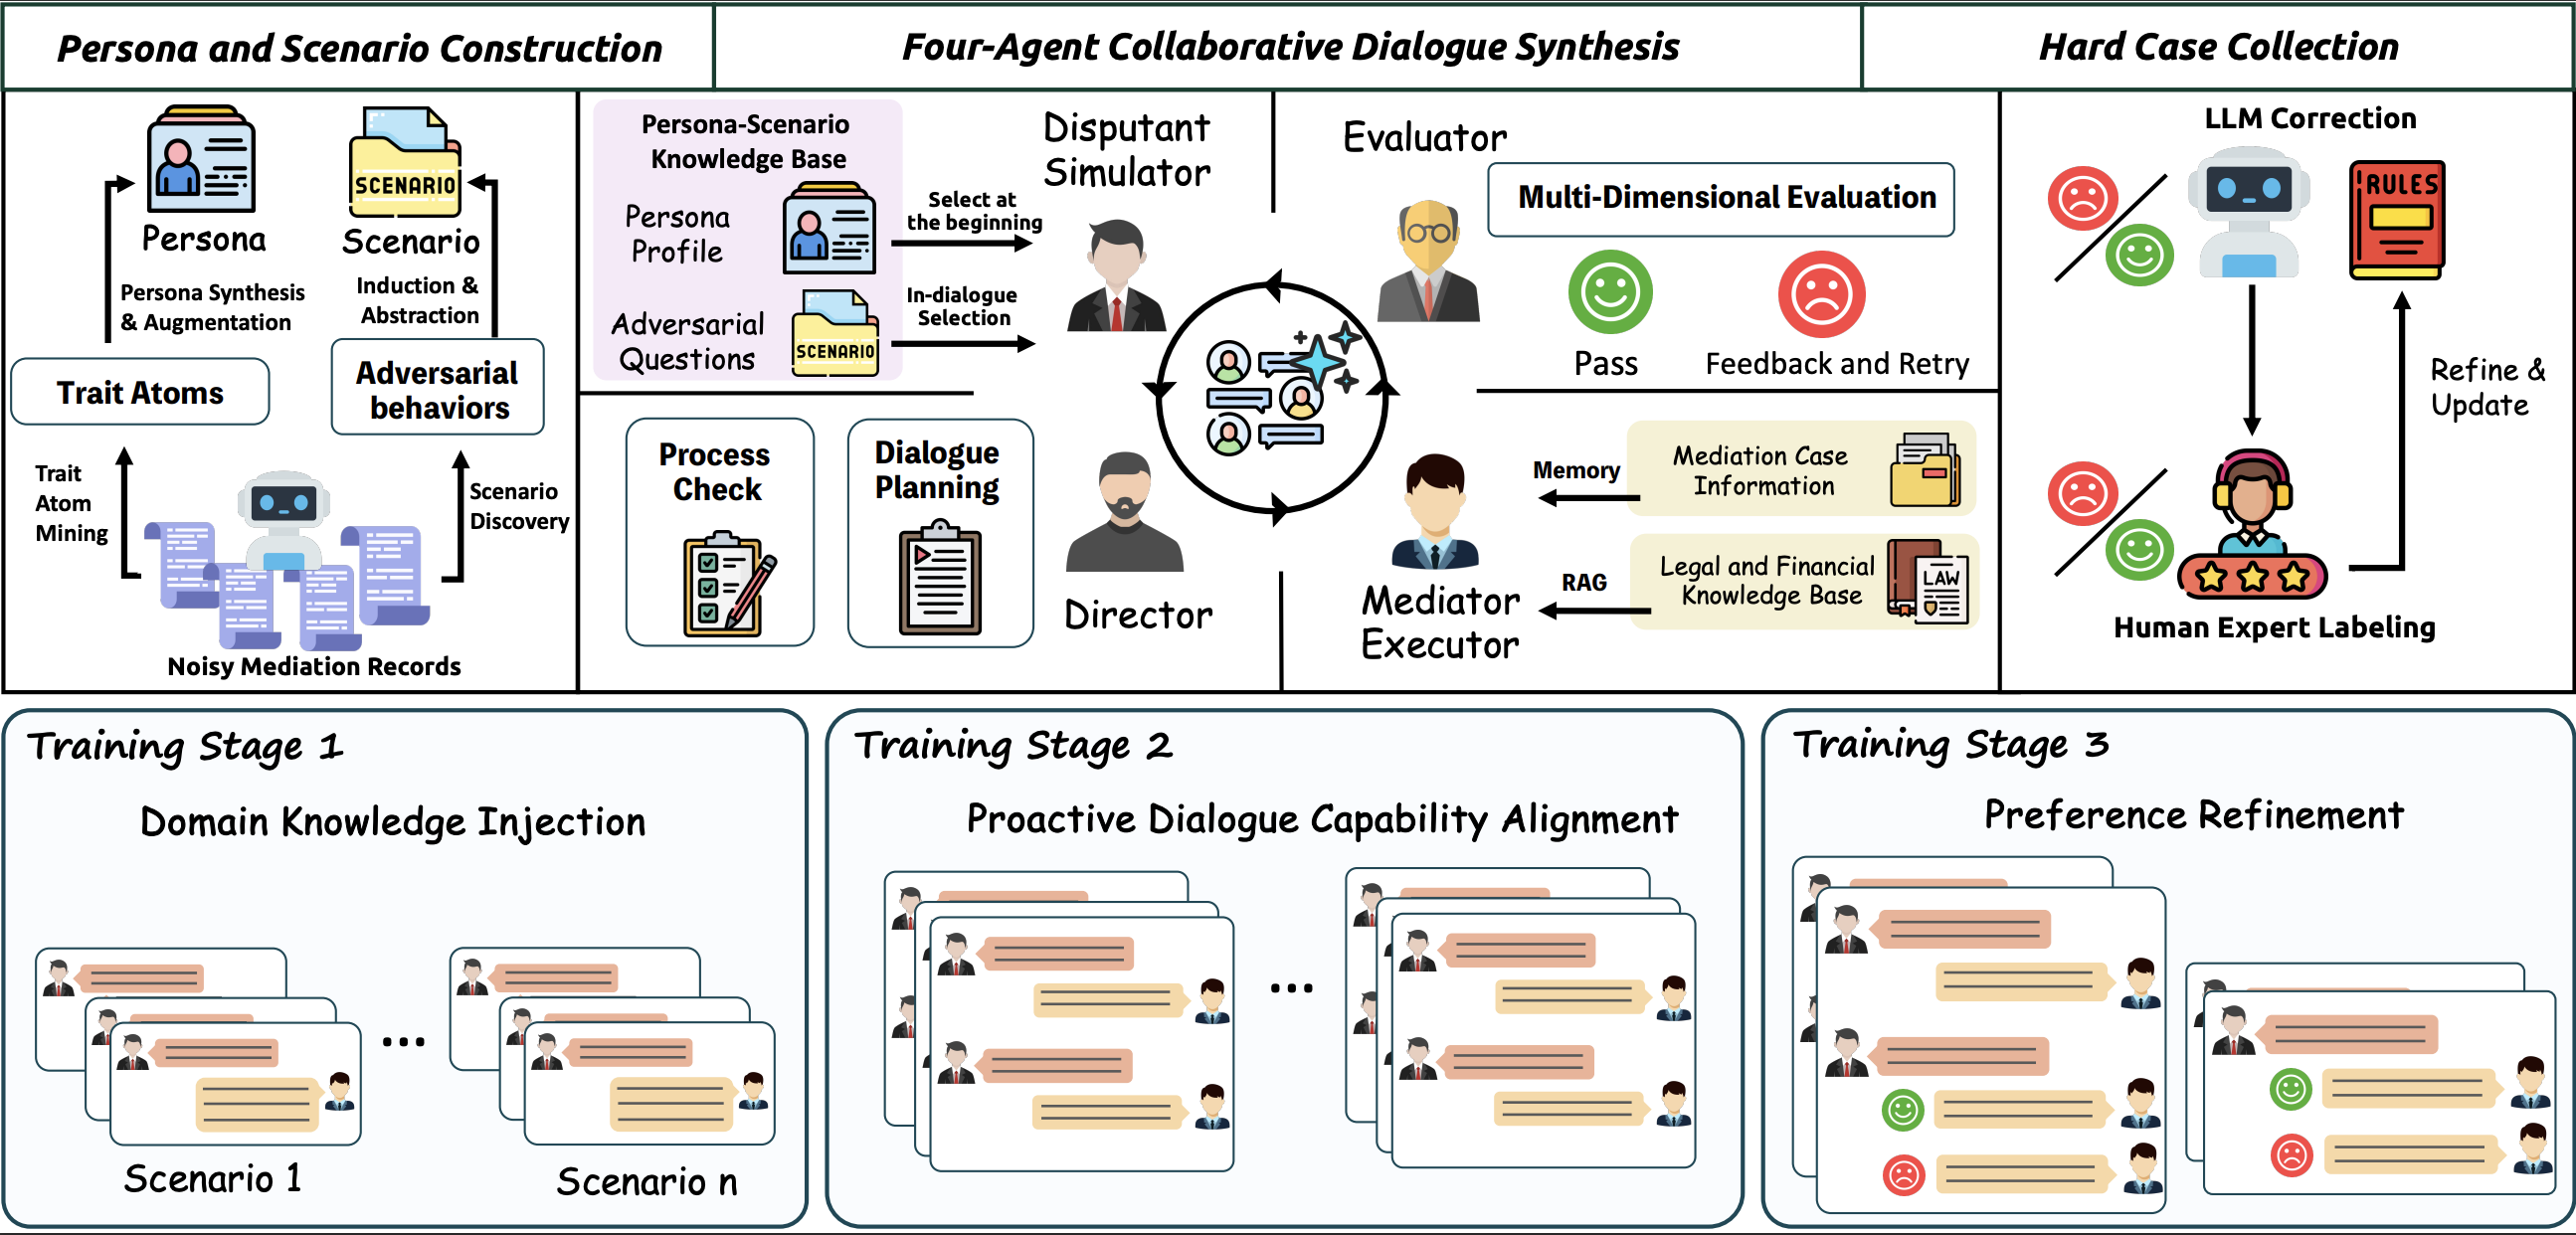 Persona and Scenario Construction
Four-Agent Collaborative Dialogue Synthesis
Hard Case Collection
Persona
SCENARIO
Scenario
Persona Synthesis
& Augmentation
Induction &
Abstraction
Trait Atoms
Adversarial
behaviors
Trait
Atom
Mining
Scenario
Discovery
Noisy Mediation Records
Persona-Scenario
Knowledge Base
Persona
Profile
Adversarial
Questions
SCENARIO
Select at
the beginning
In-dialogue
Selection
Disputant
Simulator
Evaluator
Multi-Dimensional Evaluation
Pass
Feedback and Retry
Process
Check
Dialogue
Planning
Director
Mediator
Executor
Memory
Mediation Case
Information
RAG
Legal and Financial
Knowledge Base
LAW
LLM Correction
RULES
Refine &
Update
Human Expert Labeling
Training Stage 1
Domain Knowledge Injection
...
Scenario 1
Scenario n
Training Stage 2
Proactive Dialogue Capability Alignment
...
Training Stage 3
Preference Refinement